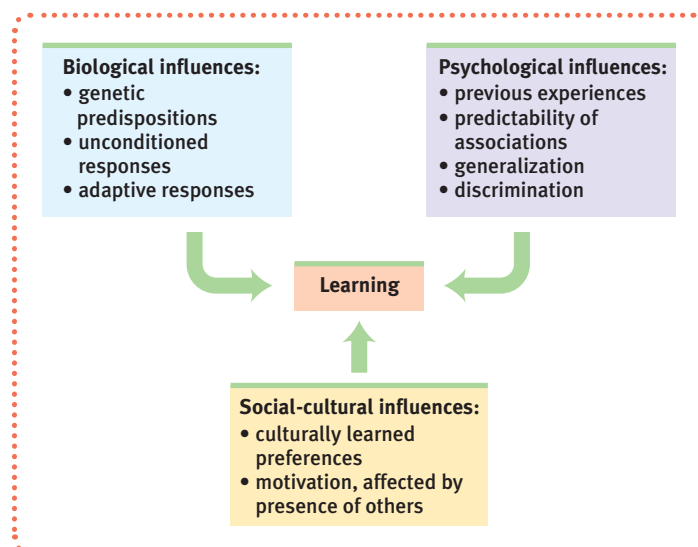 Biological influences:
• genetic
predispositions
• unconditioned
responses
• adaptive responses
Psychological influences:
• previous experiences
• predictability of
associations
• generalization
• discrimination
Learning
Social-cultural influences:
• culturally learned
preferences
• motivation, affected by
presence of others